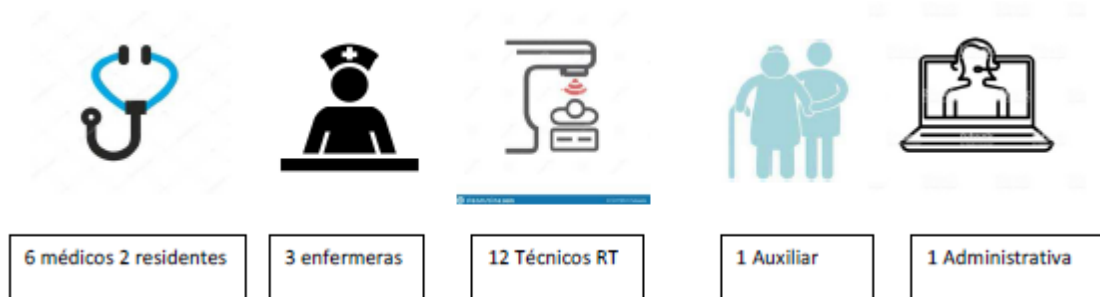 6 médicos 2 residentes
3 enfermeras
12 Técnicos RT
1 Auxiliar
1 Administrativa